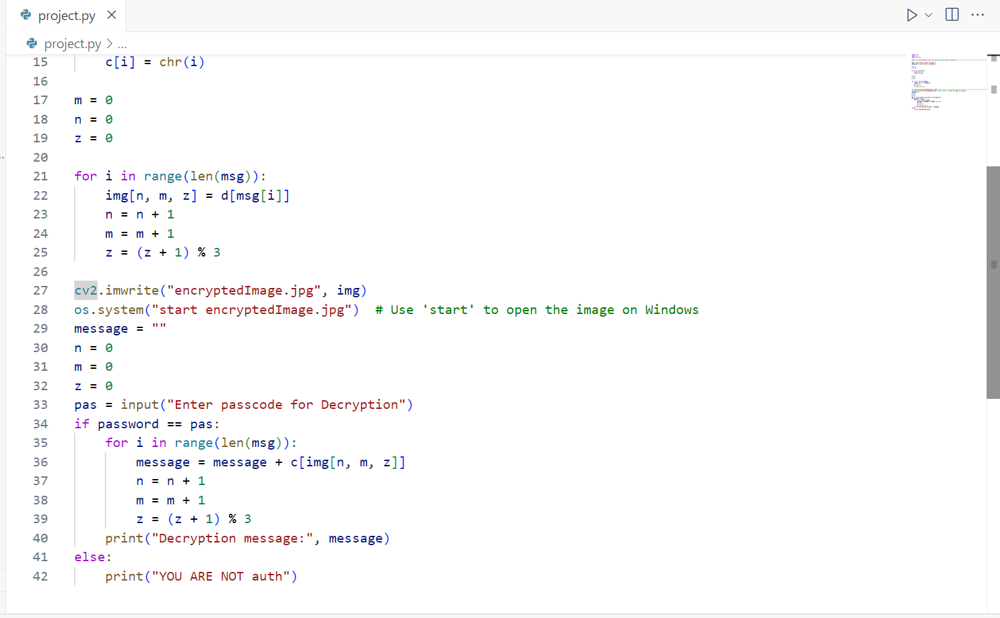 project.py
project.py > ...
15 c[i] = chr(i)
16
17 m = 0
18 n = 0
19 z = 0
20
21 for i in range(len(msg)):
22     img[n, m, z] = d[msg[i]]
23     n = n + 1
24     m = m + 1
25     z = (z + 1) % 3
26
27 cv2.imwrite("encryptedImage.jpg", img)
28 os.system("start encryptedImage.jpg")  # Use 'start' to open the image on Windows
29 message = ""
30 n = 0
31 m = 0
32 z = 0
33 pas = input("Enter passcode for Decryption")
34 if password == pas:
35     for i in range(len(msg)):
36         message = message + c[img[n, m, z]]
37         n = n + 1
38         m = m + 1
39         z = (z + 1) % 3
40     print("Decryption message:", message)
41 else:
42     print("YOU ARE NOT auth")